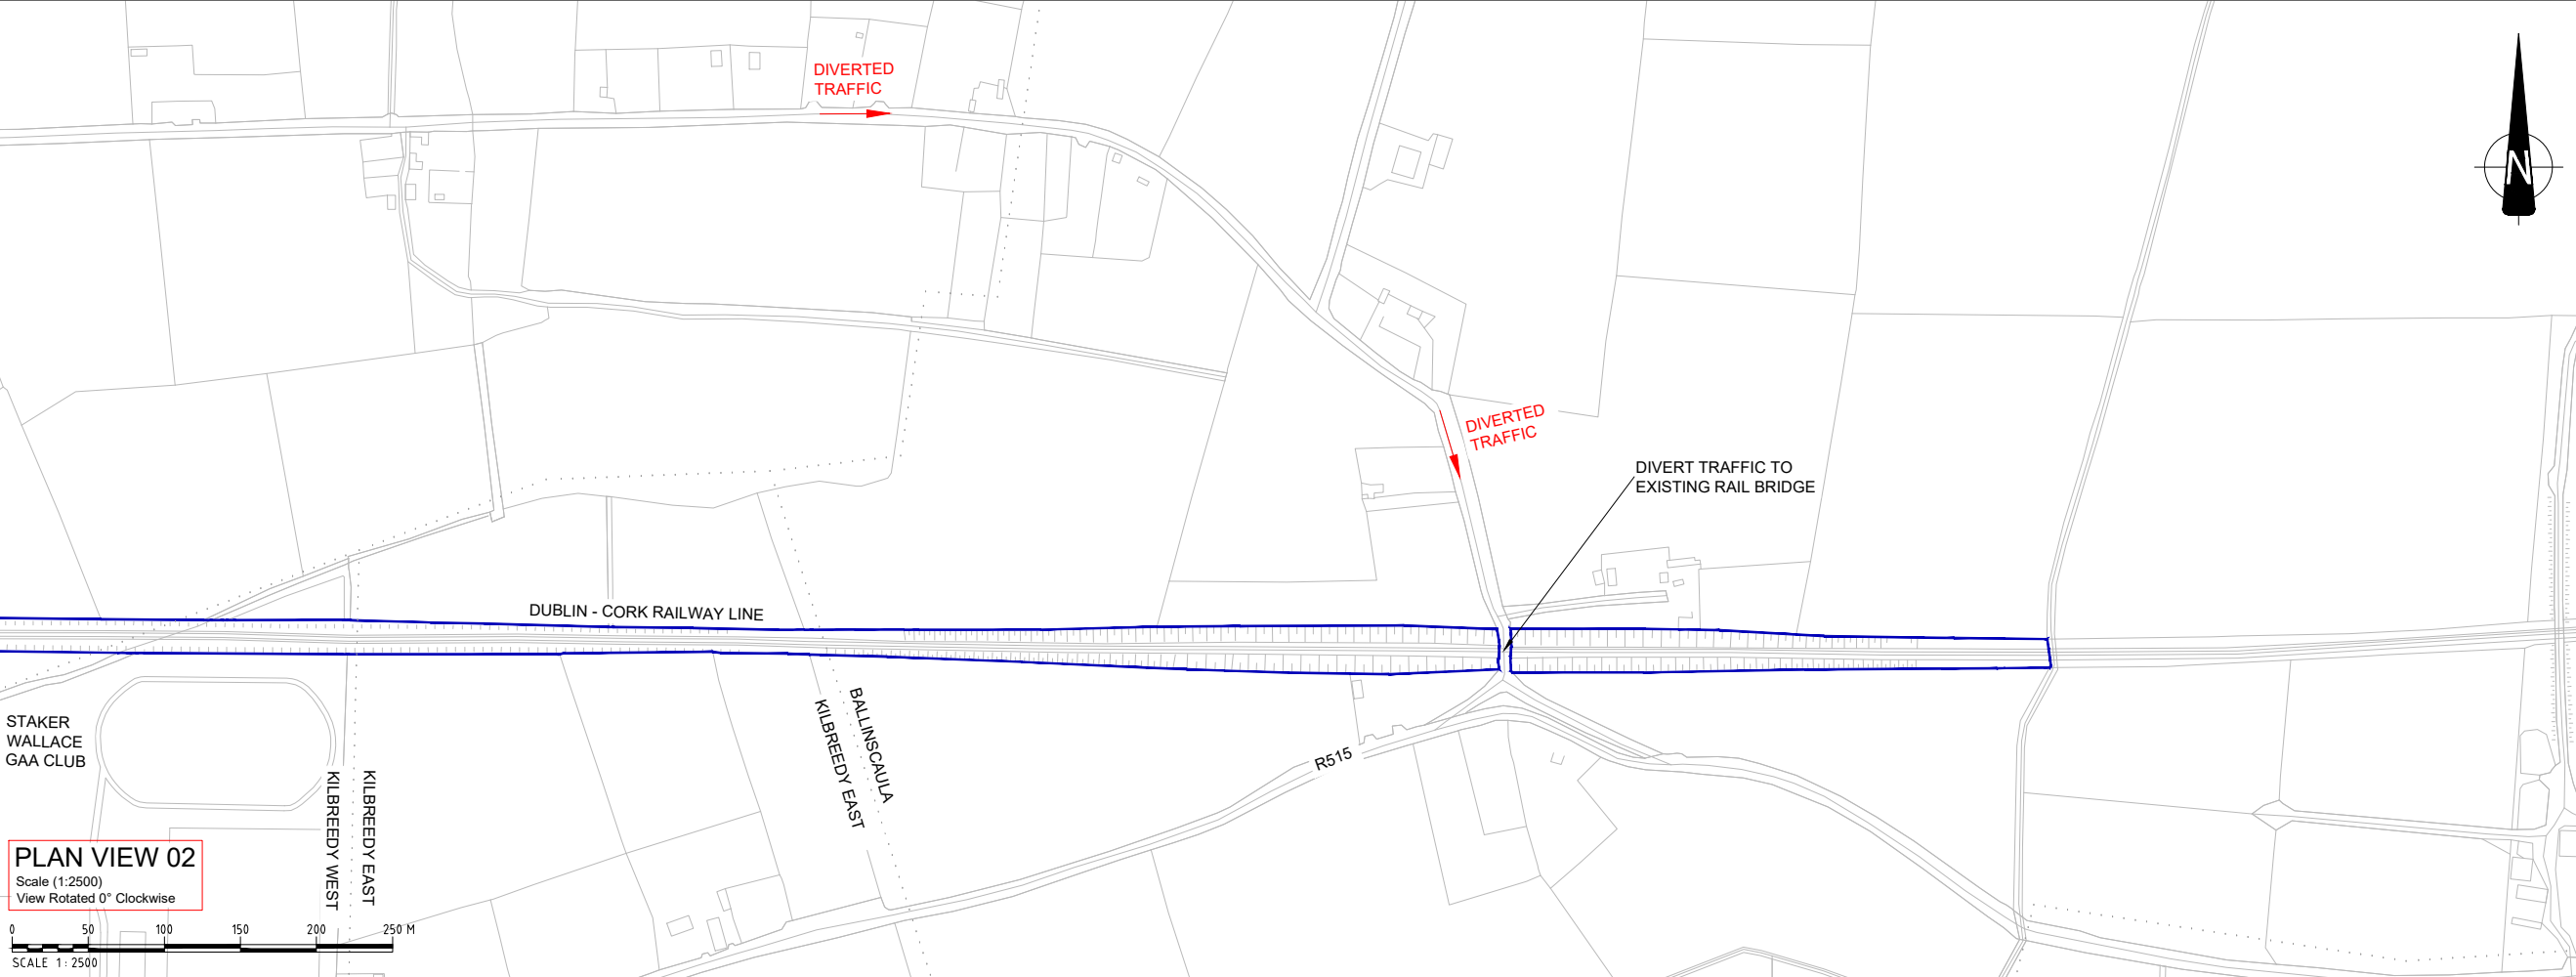 DIVERTED
TRAFFIC
N
DIVERTED
TRAFFIC
DIVERT TRAFFIC TO
EXISTING RAIL BRIDGE
DUBLIN - CORK RAILWAY LINE
STAKER
WALLACE
GAA CLUB
KILBREEDY WEST
KILBREEDY EAST
KILBREEDY EAST
BALLINSCAULA
R515
PLAN VIEW 02
Scale (1:2500)
View Rotated 0° Clockwise
0 50 100 150 200 250 M
SCALE 1:2500